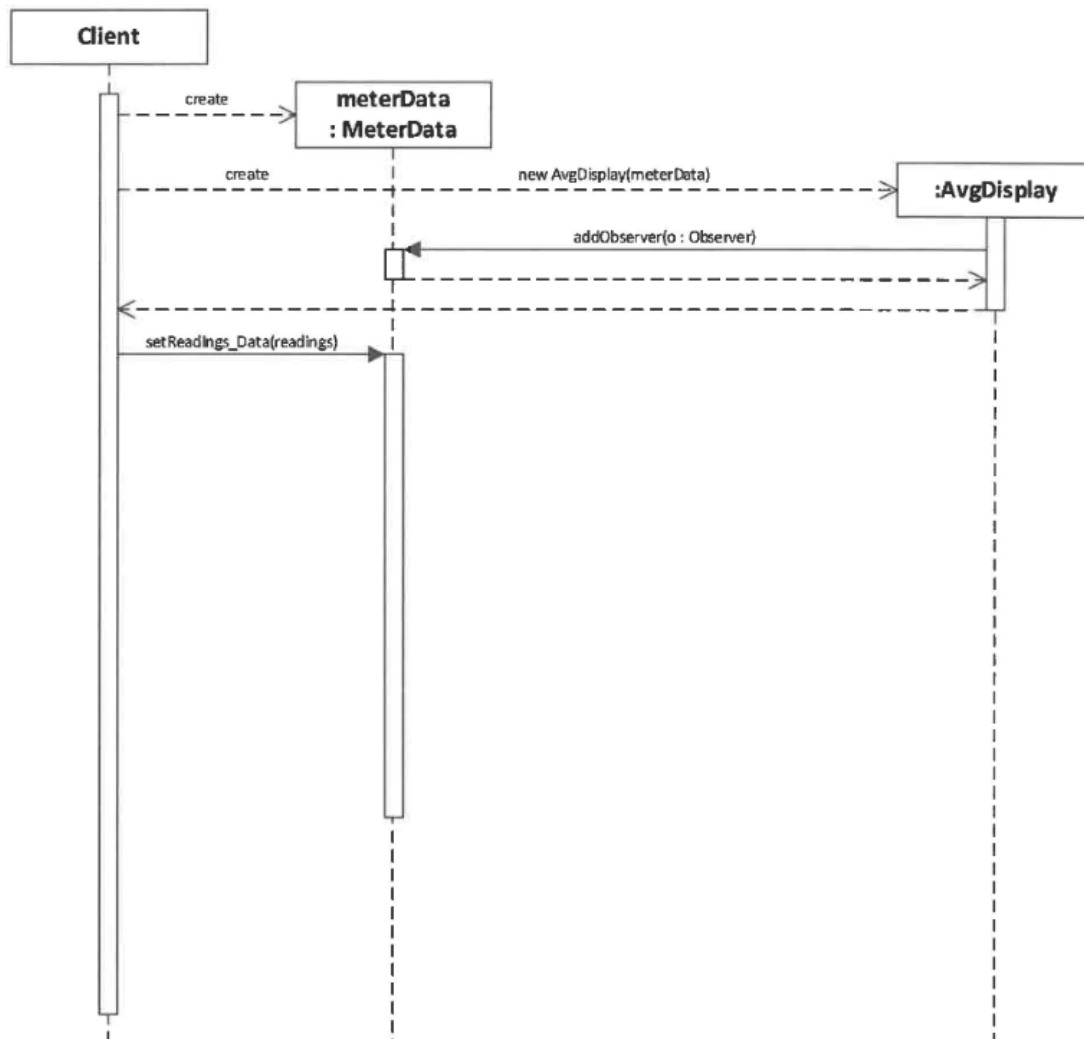 Client
create
meterData
: MeterData
create
new AvgDisplay(meterData)
:AvgDisplay
addObserver(o : Observer)
setReadings_Data(readings)